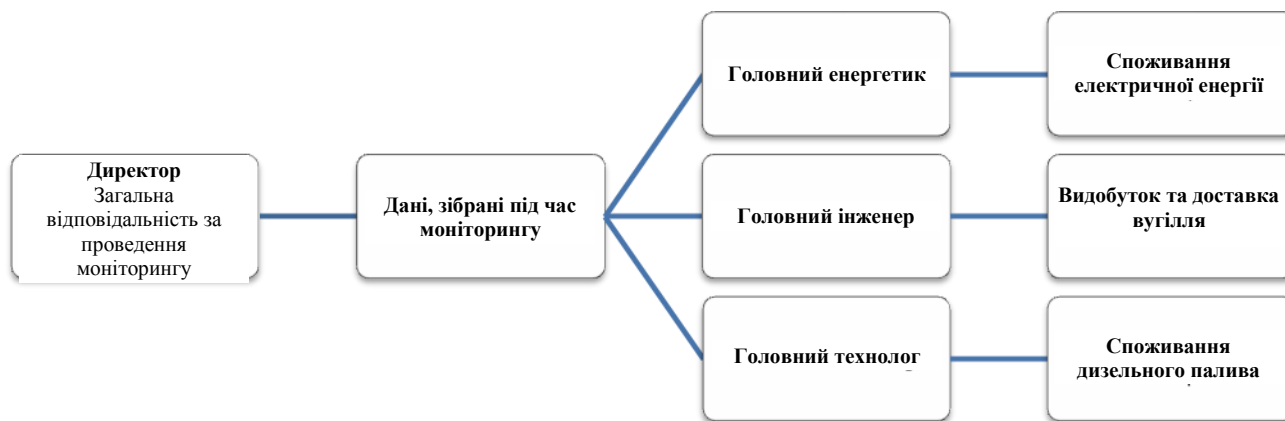 Директор
Загальна
відповідальність за
проведення
моніторингу
Дані, зібрані під час
моніторингу
Головний енергетик
Споживання
електричної енергії
Головний інженер
Видобуток та доставка
вугілля
Головний технолог
Споживання
дизельного палива